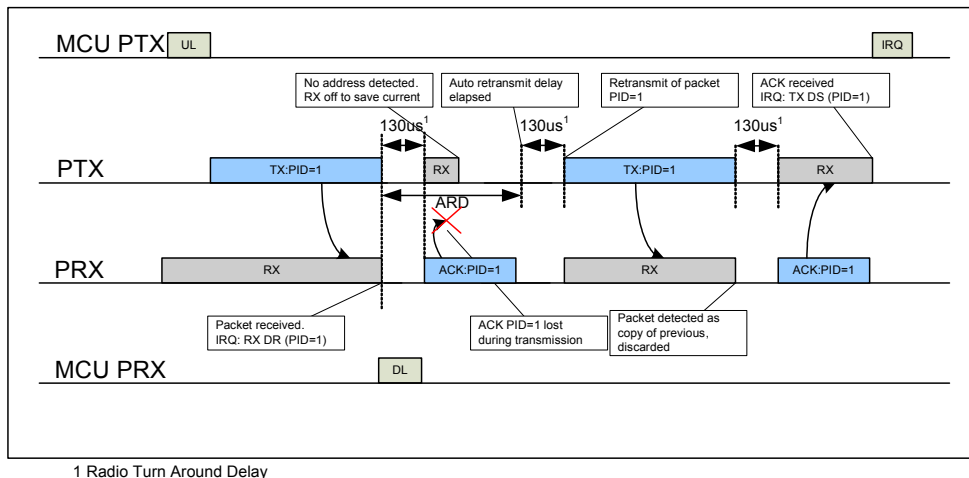 MCU PTX
UL
IRQ
No address detected.
RX off to save current
Auto retransmit delay
elapsed
Retransmit of packet
PID=1
ACK received
IRQ: TX DS (PID=1)
130us1
130us1
130us1
PTX
TX:PID=1
RX
TX:PID=1
RX
ARD
PRX
RX
ACK:PID=1
RX
ACK:PID=1
Packet received.
IRQ: RX DR (PID=1)
ACK PID=1 lost
during transmission
Packet detected as
copy of previous,
discarded
MCU PRX
DL
1 Radio Turn Around Delay